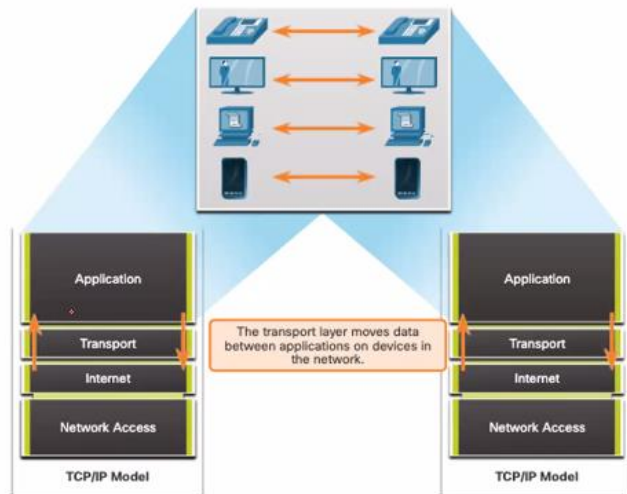 Application
Transport
Internet
Network Access
TCP/IP Model
The transport layer moves data
between applications on devices in
the network.
Application
Transport
Internet
Network Access
TCP/IP Model